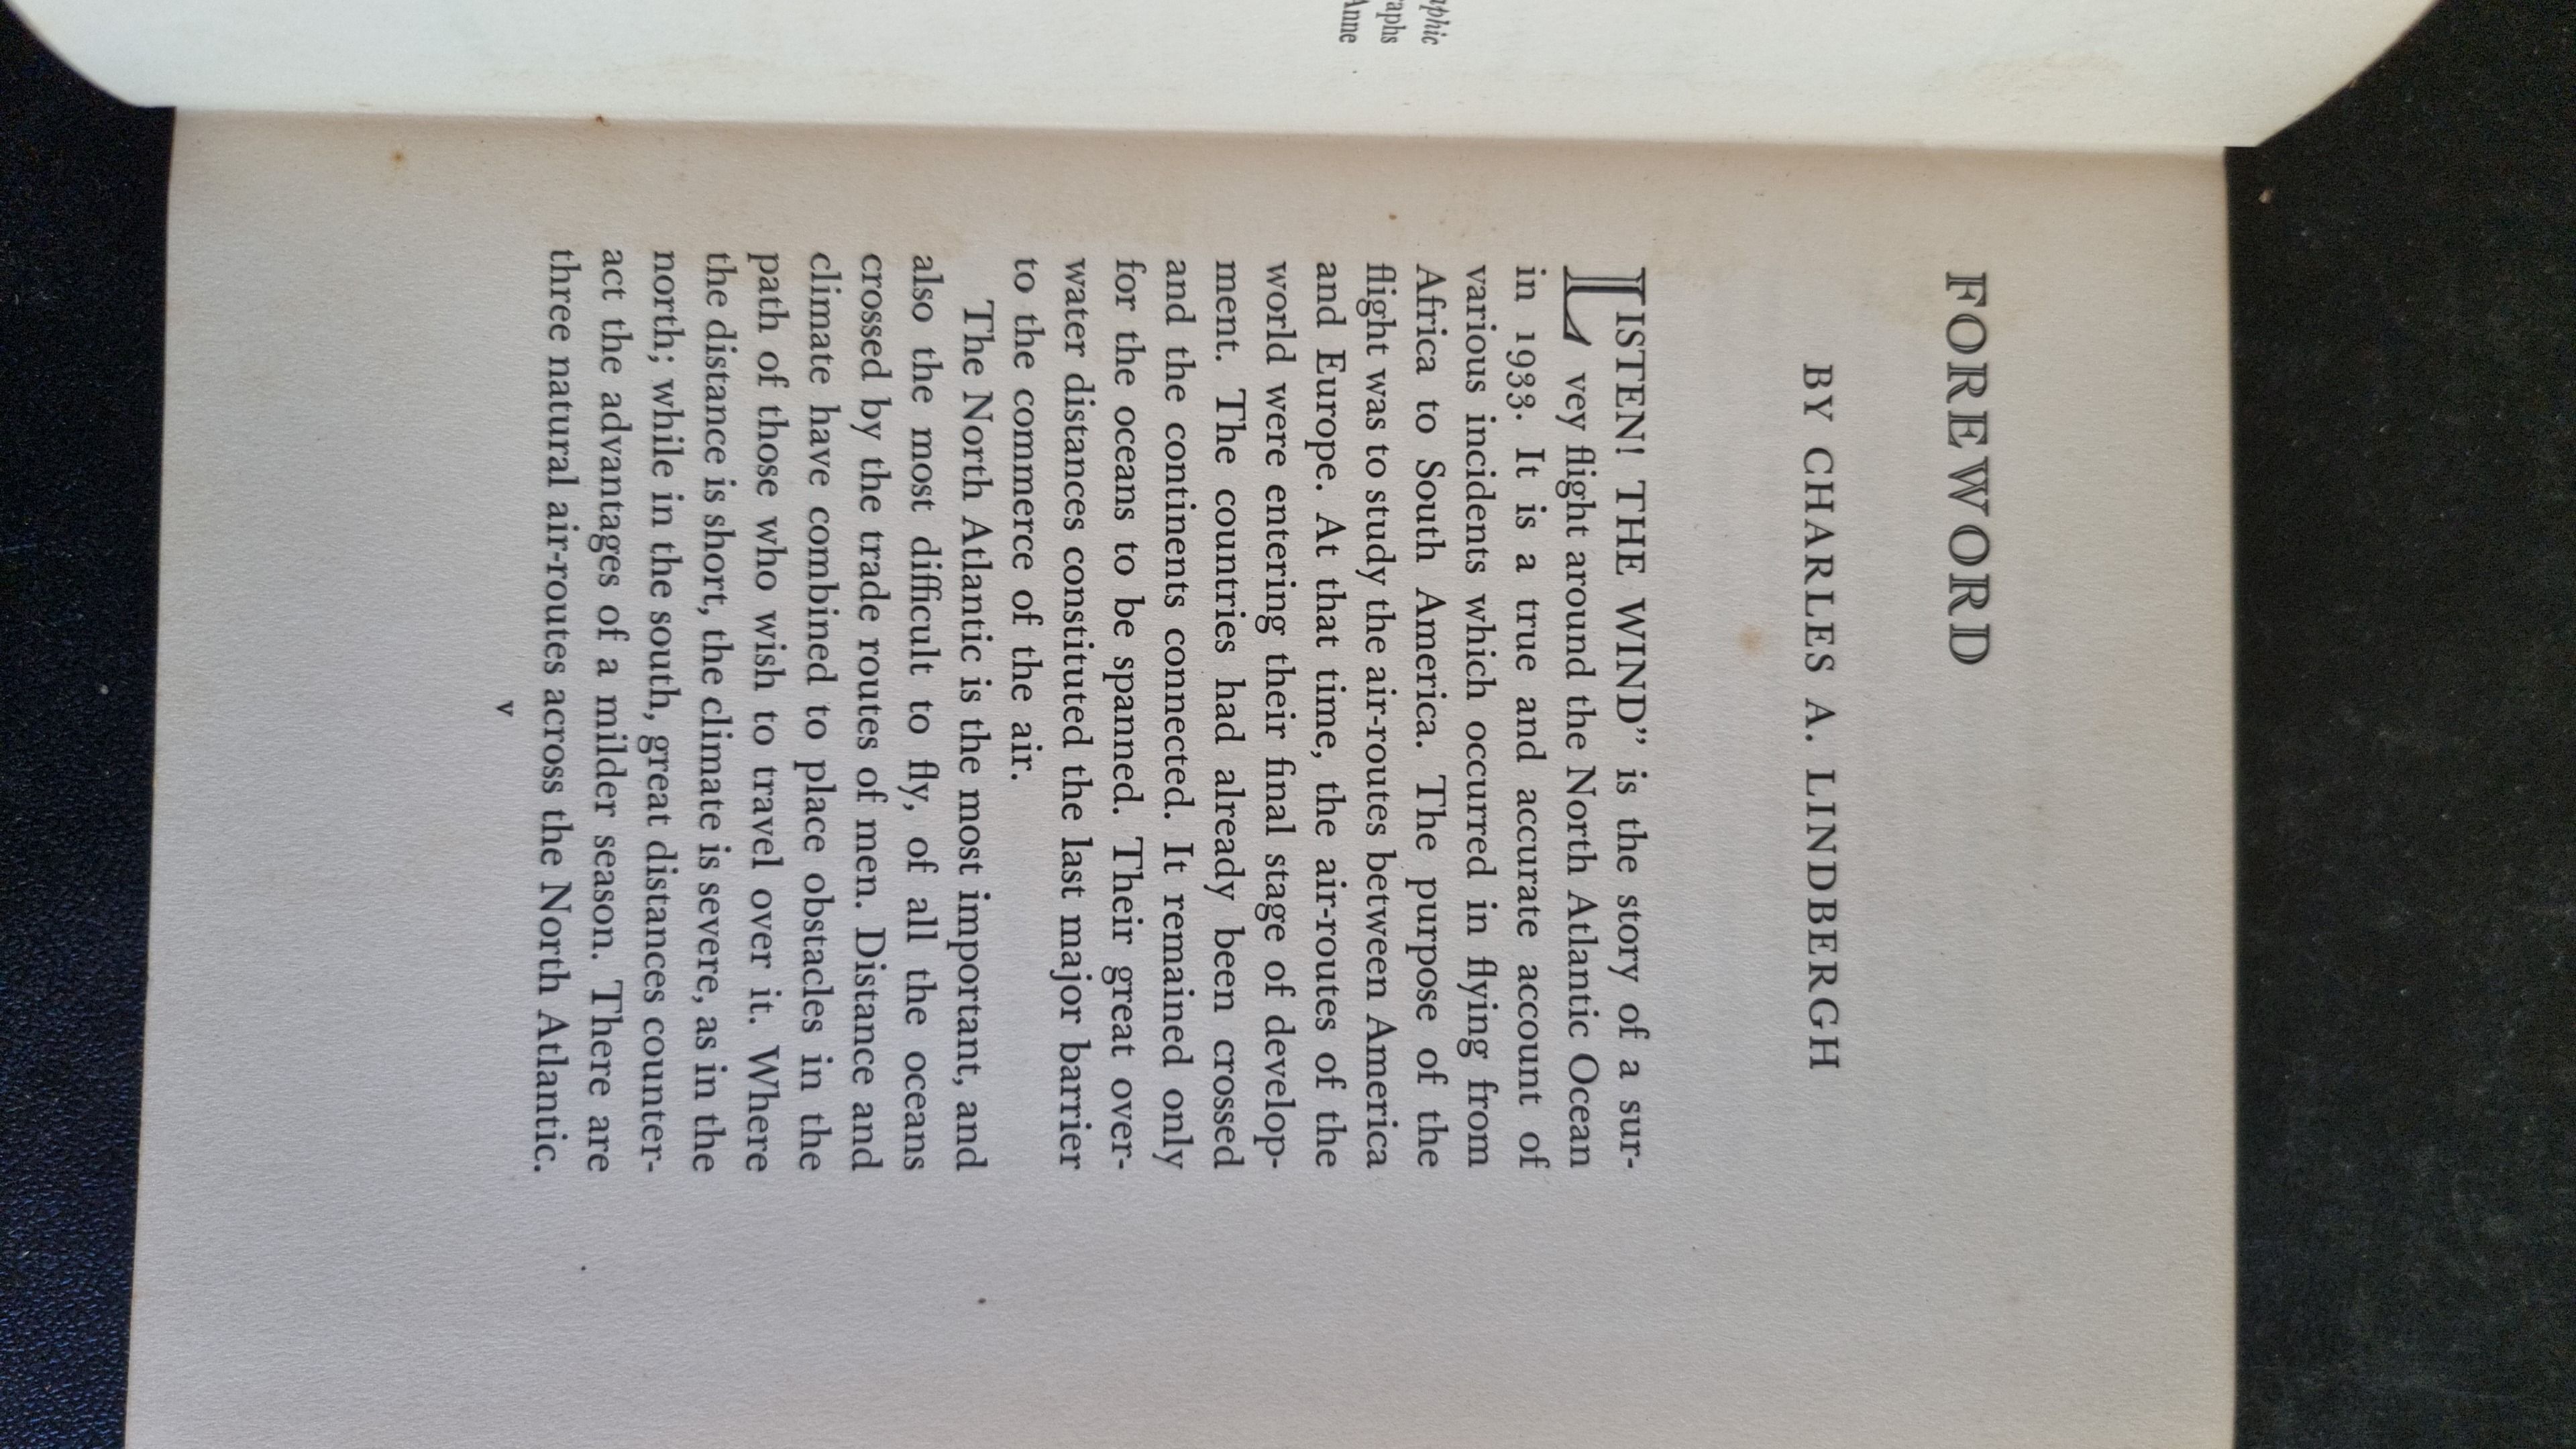 phic
aphs
Anne
FOREWORD
BY CHARLES A. LINDBERGH
LISTEN! THE WIND” is the story of a sur-
vey flight around the North Atlantic Ocean
in 1933. It is a true and accurate account of
various incidents which occurred in flying from
Africa to South America. The purpose of the
flight was to study the air-routes between America
and Europe. At that time, the air-routes of the
world were entering their final stage of develop-
ment. The countries had already been crossed
and the continents connected. It remained only
for the oceans to be spanned. Their great over-
water distances constituted the last major barrier
to the commerce of the air.
The North Atlantic is the most important, and
also the most difficult to fly, of all the oceans
crossed by the trade routes of men. Distance and
climate have combined to place obstacles in the
path of those who wish to travel over it. Where
the distance is short, the climate is severe, as in the
north; while in the south, great distances counter-
act the advantages of a milder season. There are
three natural air-routes across the North Atlantic.
v